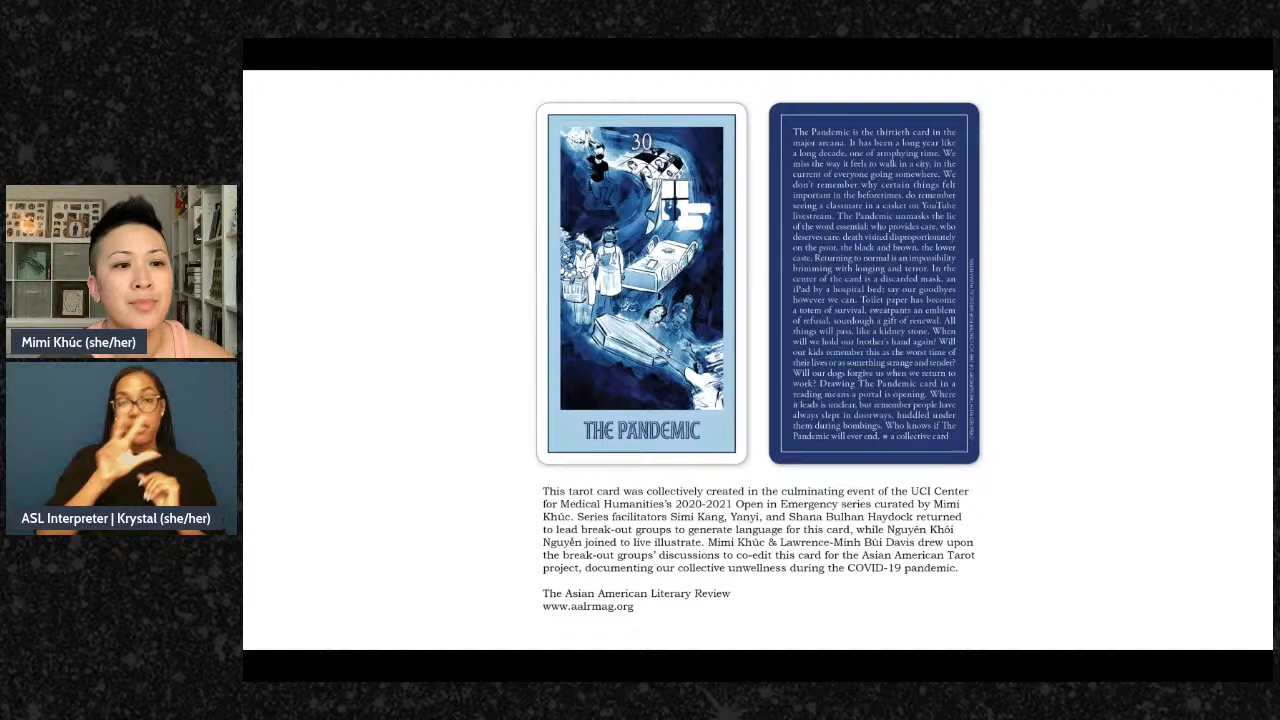 Mimi Khúc (she/her)
ASL Interpreter | Krystal (she/her)
30
THE PANDEMIC
The Pandemic is the thirtieth card in the
major arcana. It has been a long year like
a long decade, one of atrophying time. We
miss the way it feels to walk in a city, in the
current of everyone going somewhere. We
don't remember why certain things felt
important in the beforetimes, do remember
seeing a classmate in a casket on YouTube
livestream. The Pandemic unmasks the lie
of the word essential: who provides care, who
deserves care, death visited disproportionately
on the poor, the black and brown, the lower
caste. Returning to normal is an impossibility
brimming with longing and terror. In the
center of the card is a discarded mask, an
iPad by a hospital bed: say our goodbyes
however we can. Toilet paper has become
a totem of survival, sweatpants an emblem
of refusal, sourdough a gift of renewal. All
things will pass, like a kidney stone. When
will we hold our brother's hand again? Will
our kids remember this as the worst time of
their lives or as something strange and tender?
Will our dogs forgive us when we return to
work? Drawing The Pandemic card in a
reading means a portal is opening. Where
it leads is unclear, but remember people have
always slept in doorways, huddled under
them during bombings. Who knows if The
Pandemic will ever end. * a collective card
This tarot card was collectively created in the culminating event of the UCI Center
for Medical Humanities's 2020-2021 Open in Emergency series curated by Mimi
Khúc. Series facilitators Simi Kang, Yanyi, and Shana Bulhan Haydock returned
to lead break-out groups to generate language for this card, while Nguyên Khôi
Nguyễn joined to live illustrate. Mimi Khúc & Lawrence-Minh Bùi Davis drew upon
the break-out groups' discussions to co-edit this card for the Asian American Tarot
project, documenting our collective unwellness during the COVID-19 pandemic.
The Asian American Literary Review
www.aalrmag.org